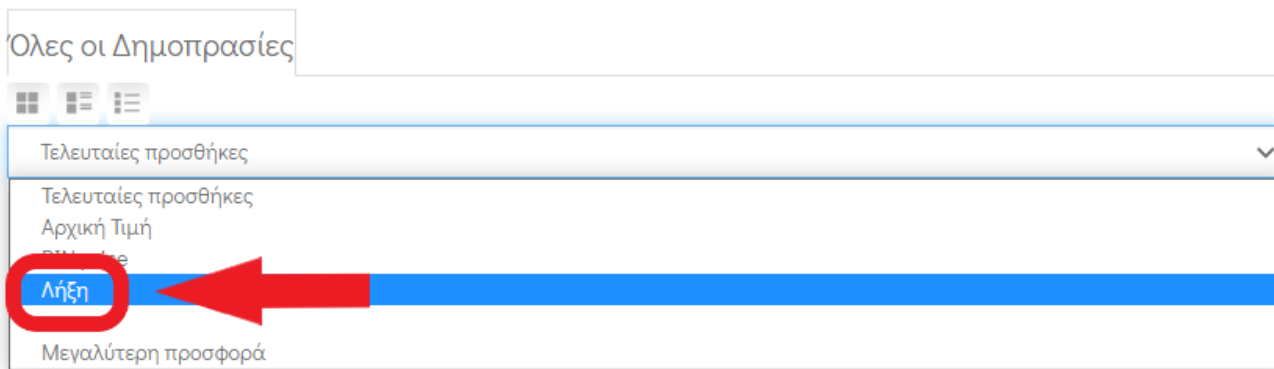 Όλες οι Δημοπρασίες
Τελευταίες προσθήκες
Τελευταίες προσθήκες
Αρχική Τιμή
Λήξη
Μεγαλύτερη προσφορά